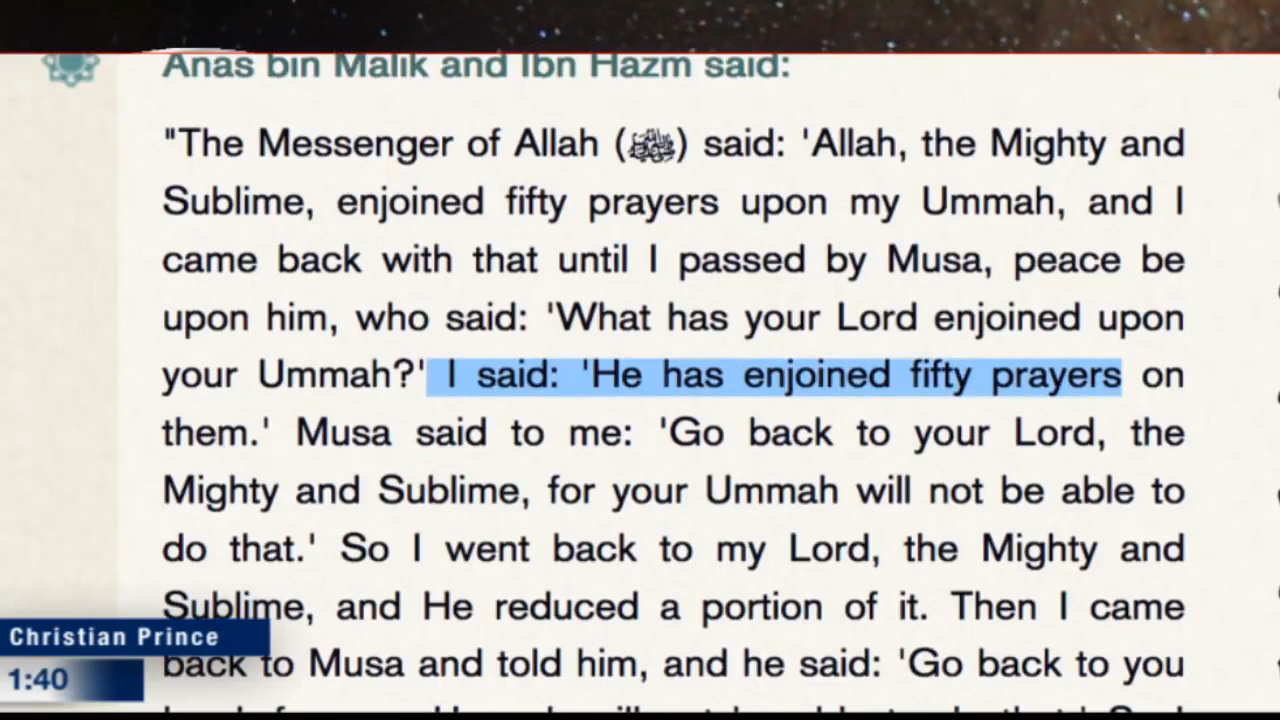 Anas bin Malik and Ibn Hazm said:
"The Messenger of Allah (ﷺ) said: 'Allah, the Mighty and
Sublime, enjoined fifty prayers upon my Ummah, and I
came back with that until I passed by Musa, peace be
upon him, who said: 'What has your Lord enjoined upon
your Ummah?' I said: 'He has enjoined fifty prayers on
them.' Musa said to me: 'Go back to your Lord, the
Mighty and Sublime, for your Ummah will not be able to
do that.' So I went back to my Lord, the Mighty and
Sublime, and He reduced a portion of it. Then I came
back to Musa and told him, and he said: 'Go back to you
Christian Prince
1:40